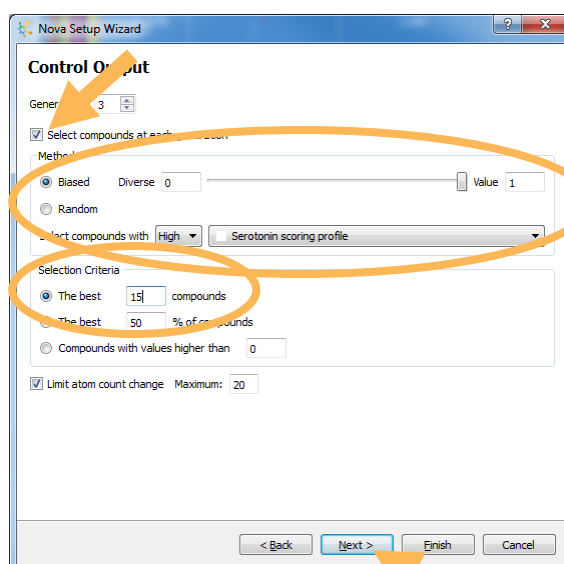 Nova Setup Wizard
Control Output
3
Select compounds at each
Method
Biased Diverse 0 Value 1
Random
Select compounds with High Serotonin scoring profile
Selection Criteria
The best 15 compounds
The best 50 % of compounds
Compounds with values higher than 0
Limit atom count change Maximum: 20
< Back Next > Finish Cancel